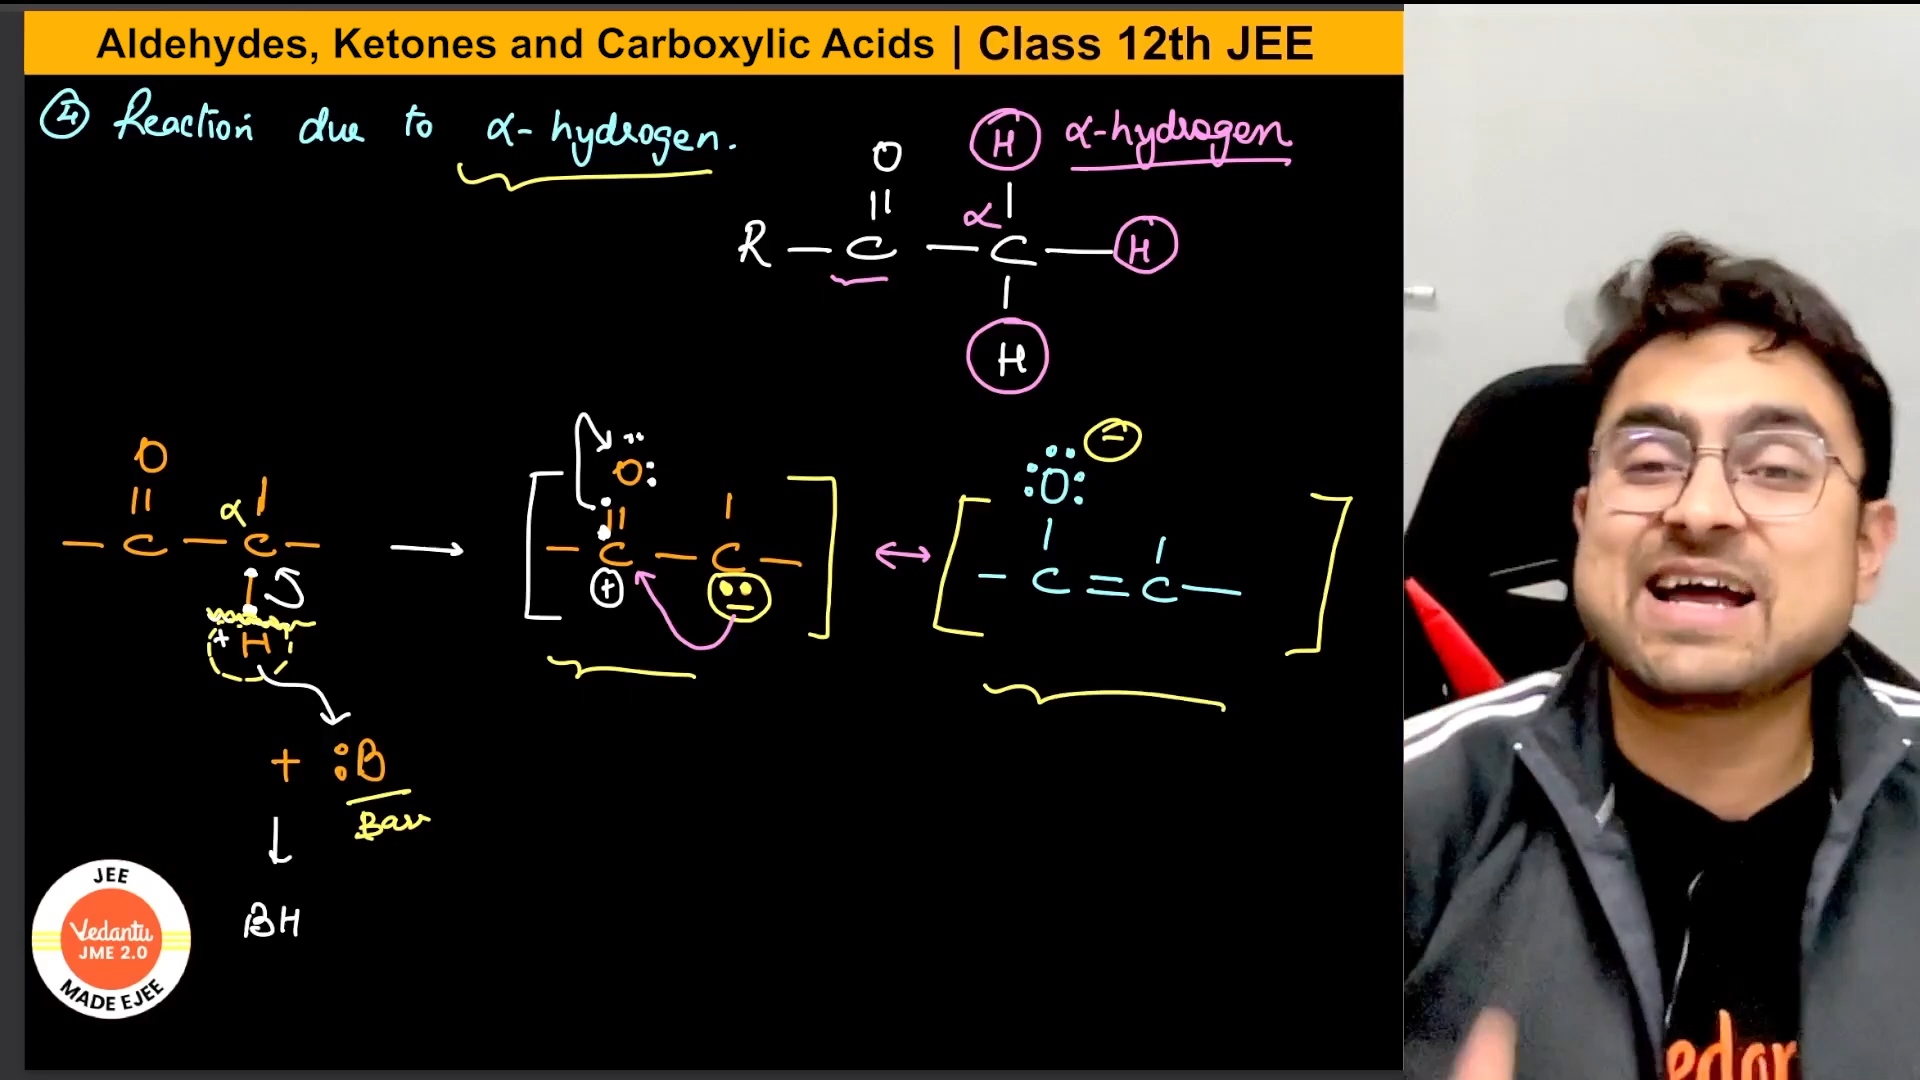 Aldehydes, Ketones and Carboxylic Acids | Class 12th JEE
④ Reaction due to α-hydrogen.
H α-hydrogen
O
α
R — C — C — H
H
O
α
— C — C —
+ H
+ :B
Base
BH
O
— C — C —
+
–
↔
O
–
— C = C —
JEE
Vedantu
JME 2.0
MADE EJEE
edan